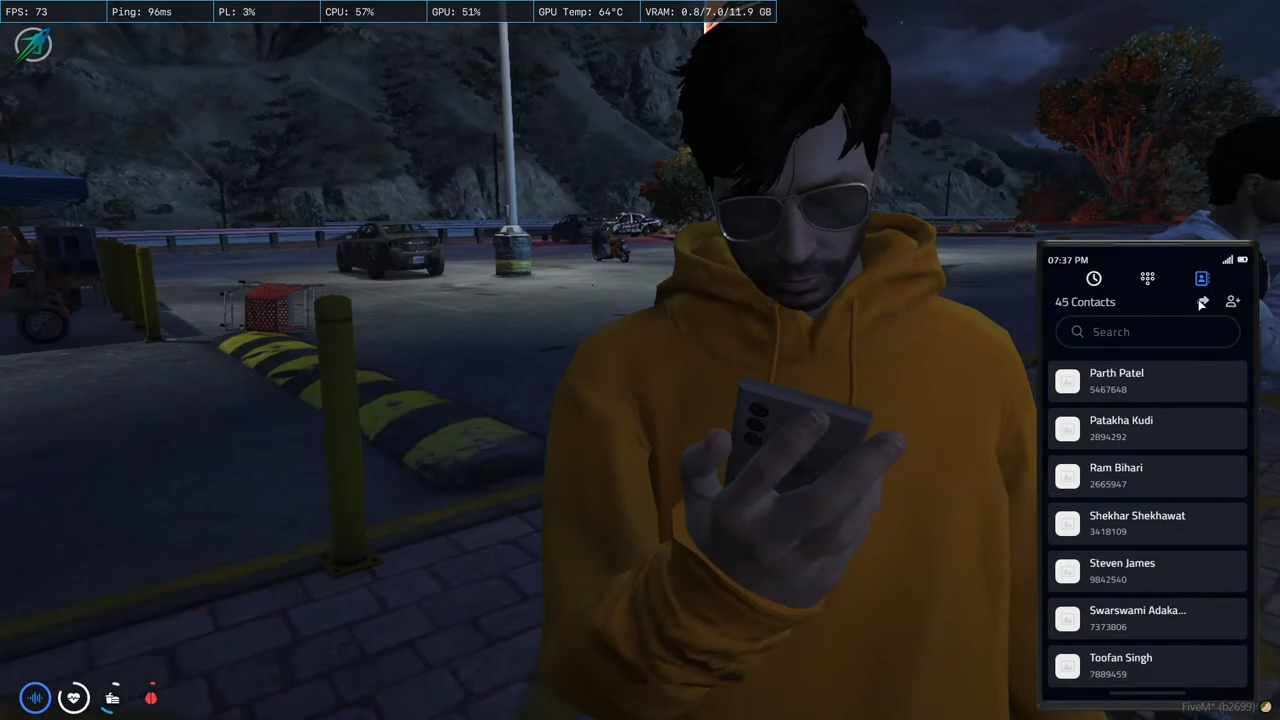 FPS: 73
Ping: 96ms
PL: 3%
CPU: 57%
GPU: 51%
GPU Temp: 64°C
VRAM: 0.8/7.0/11.9 GB
07:37 PM
45 Contacts
Search
Parth Patel
5467648
Patakha Kudi
2894292
Ram Bihari
2665947
Shekhar Shekhawat
3418109
Steven James
9842540
Swarswami Adaka...
7373806
Toofan Singh
7889459
FiveM* (b2699)